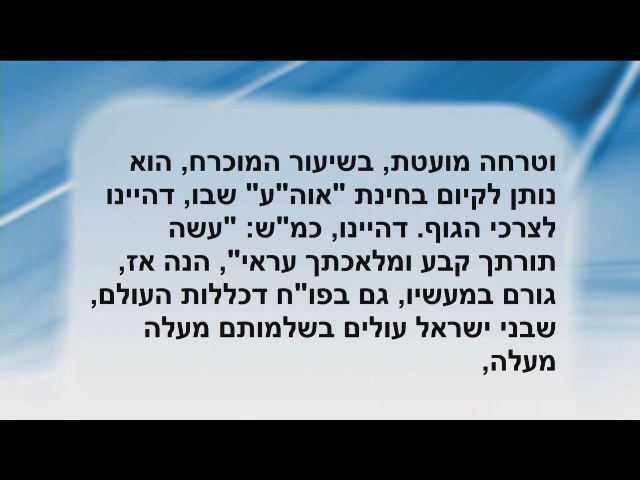 וטרחה מועטת, בשיעור המוכרח, הוא
נותן לקיום בחינת "אוה"ע" שבו, דהיינו
לצרכי הגוף. דהיינו, כמ"ש: "עשה
תורתך קבע ומלאכתך עראי", הנה אז,
גורם במעשיו, גם בפו"ח דכללות העולם,
שבני ישראל עולים בשלמותם מעלה
מעלה,